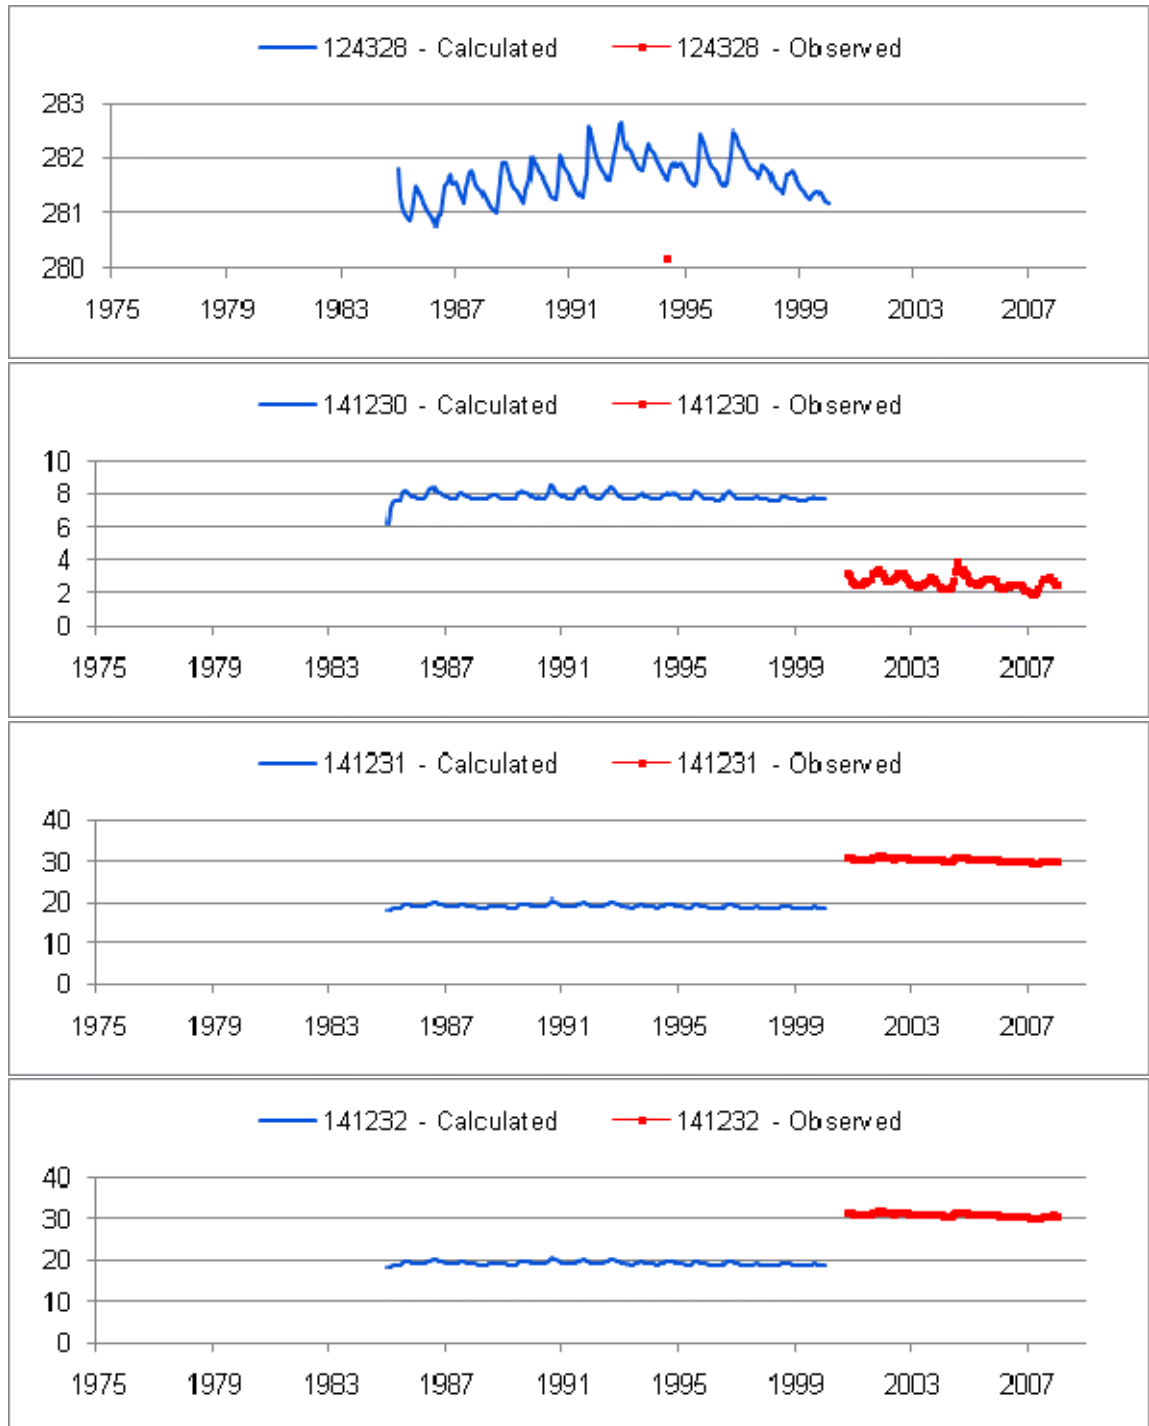 124328 - Calculated 124328 - Observed
283
282
281
280
1975 1979 1983 1987 1991 1995 1999 2003 2007
141230 - Calculated 141230 - Observed
10
8
6
4
2
0
1975 1979 1983 1987 1991 1995 1999 2003 2007
141231 - Calculated 141231 - Observed
40
30
20
10
0
1975 1979 1983 1987 1991 1995 1999 2003 2007
141232 - Calculated 141232 - Observed
40
30
20
10
0
1975 1979 1983 1987 1991 1995 1999 2003 2007